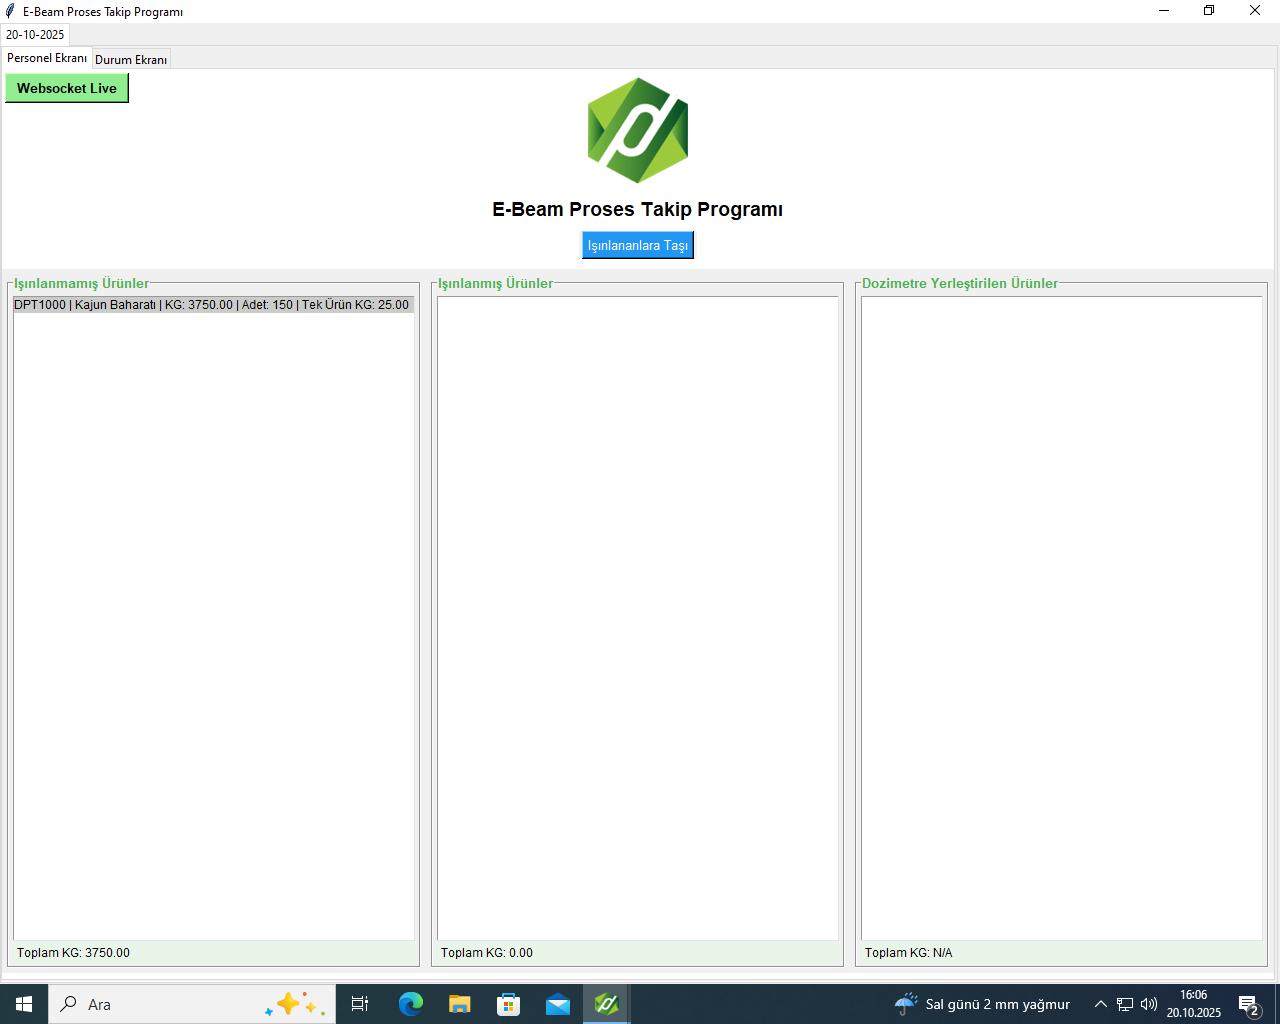 E-Beam Proses Takip Programı
20-10-2025
Personel Ekranı
Durum Ekranı
Websocket Live
E-Beam Proses Takip Programı
Işınlananlara Taşı
Işınlanmamış Ürünler
DPT1000 | Kajun Baharatı | KG: 3750.00 | Adet: 150 | Tek Ürün KG: 25.00
Toplam KG: 3750.00
Işınlanmış Ürünler
Toplam KG: 0.00
Dozimetre Yerleştirilen Ürünler
Toplam KG: N/A
Ara
Sal günü 2 mm yağmur
16:06
20.10.2025
2